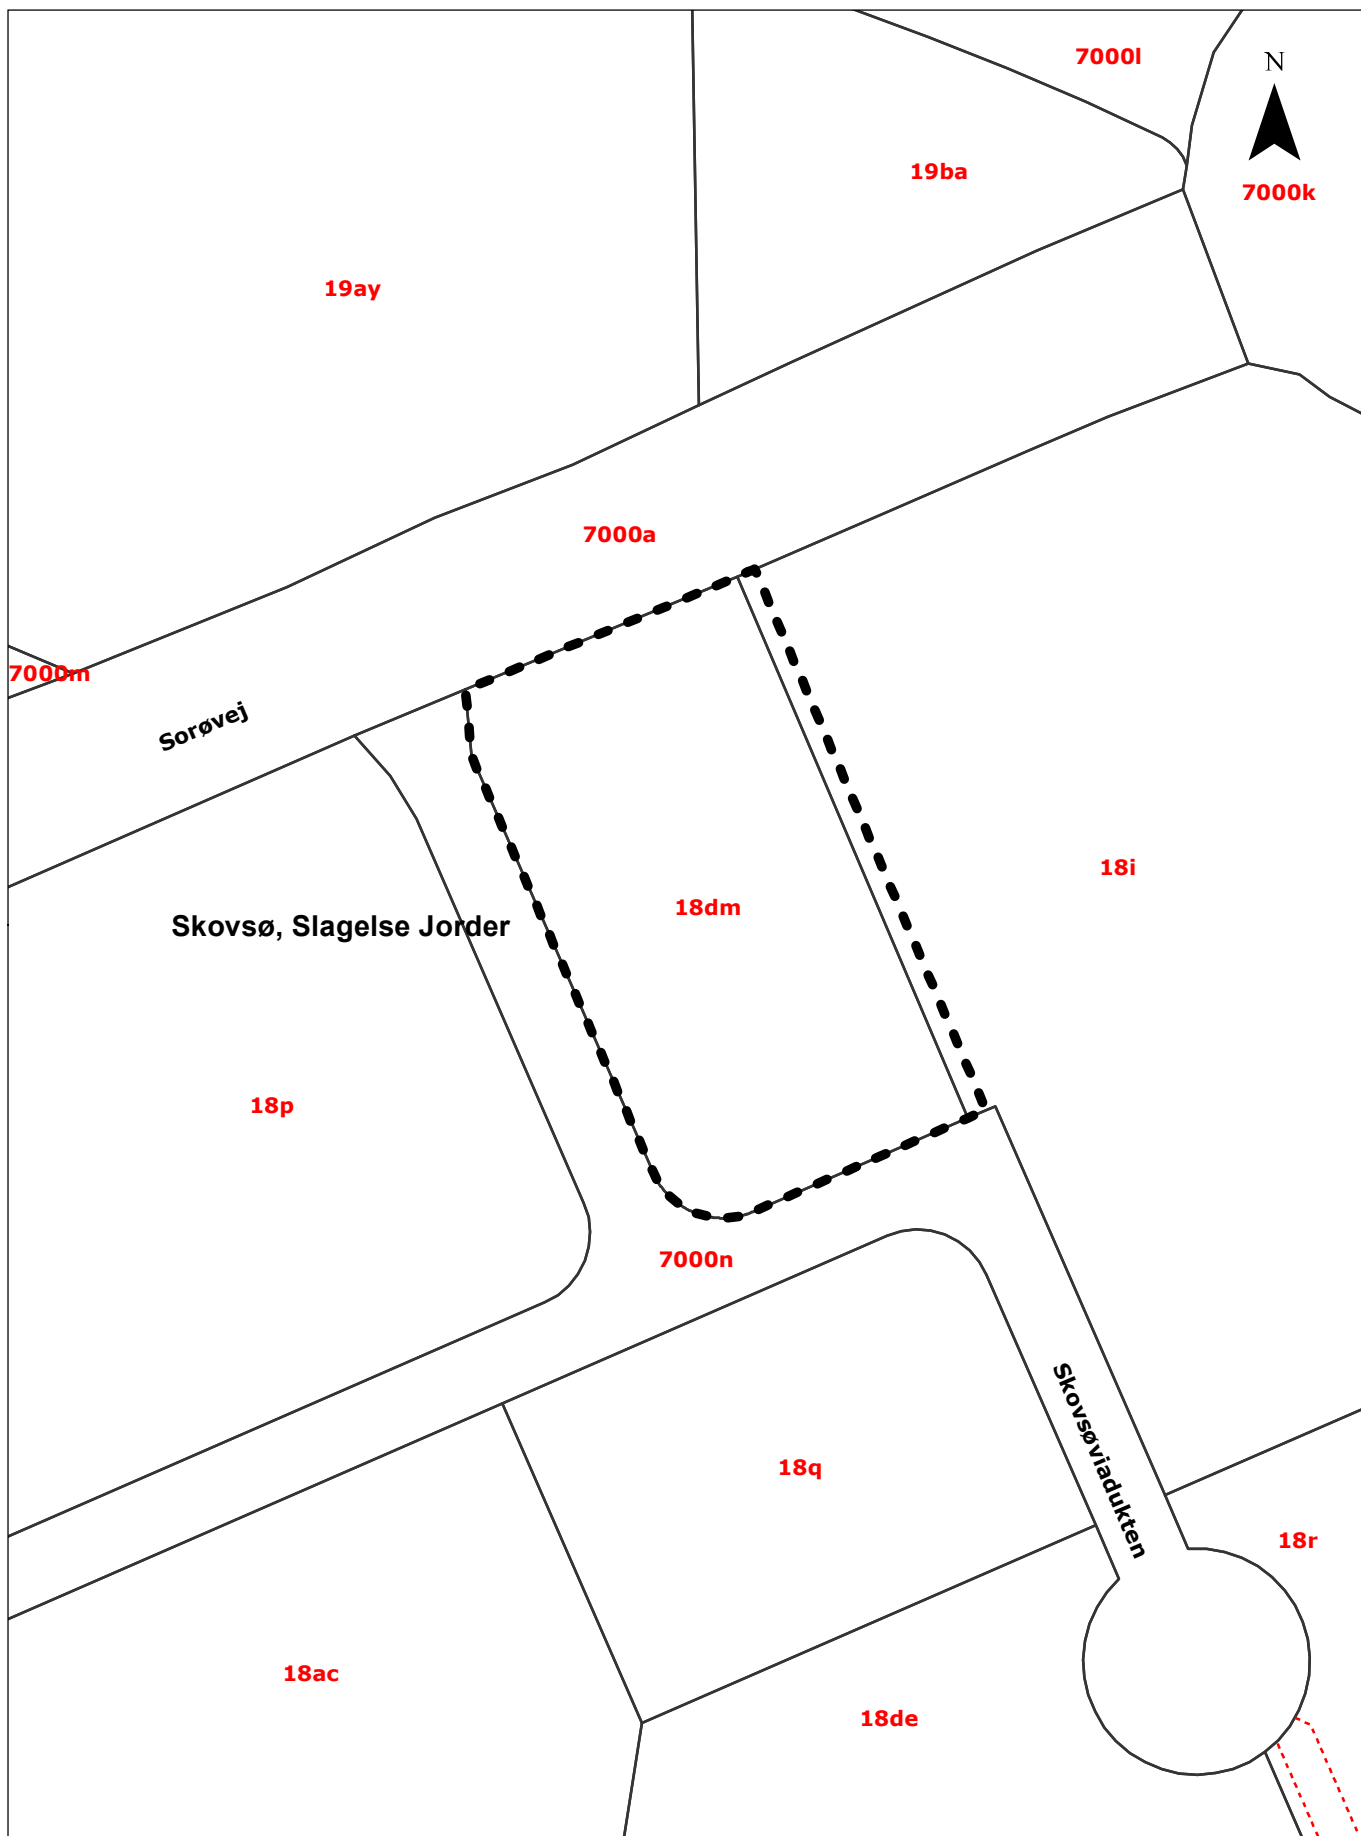 7000l
N
19ba
7000k
19ay
7000a
7000m
Sorøvej
18i
18dm
Skovsø, Slagelse Jorder
18p
7000n
Skovsøviadukten
18q
18r
18ac
18de